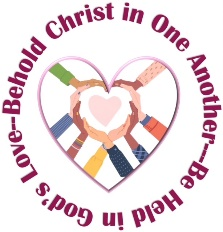 Behold Christ in One Another--Be Held in God's Love--